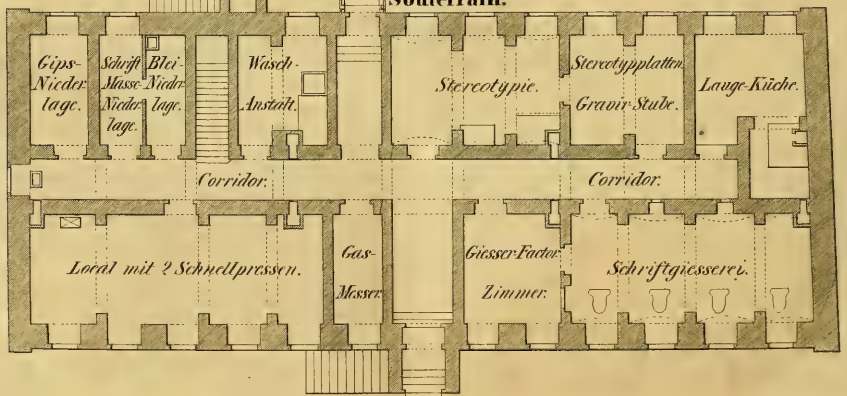 Souterrain.
Gips-
Nieder
lage.
Schrift
Masse-
Nieder
lage.
Blei-
Nieder
lage.
Wasch-
Anstalt.
Stereotypie.
Stereotypplatten.
Gravir-Stube.
Lauge-Küche.
Corridor.
Corridor.
Local mit 2 Schnellpressen.
Gas-
Messer.
Giesser-Factor.
Zimmer.
Schriftgiesserei.